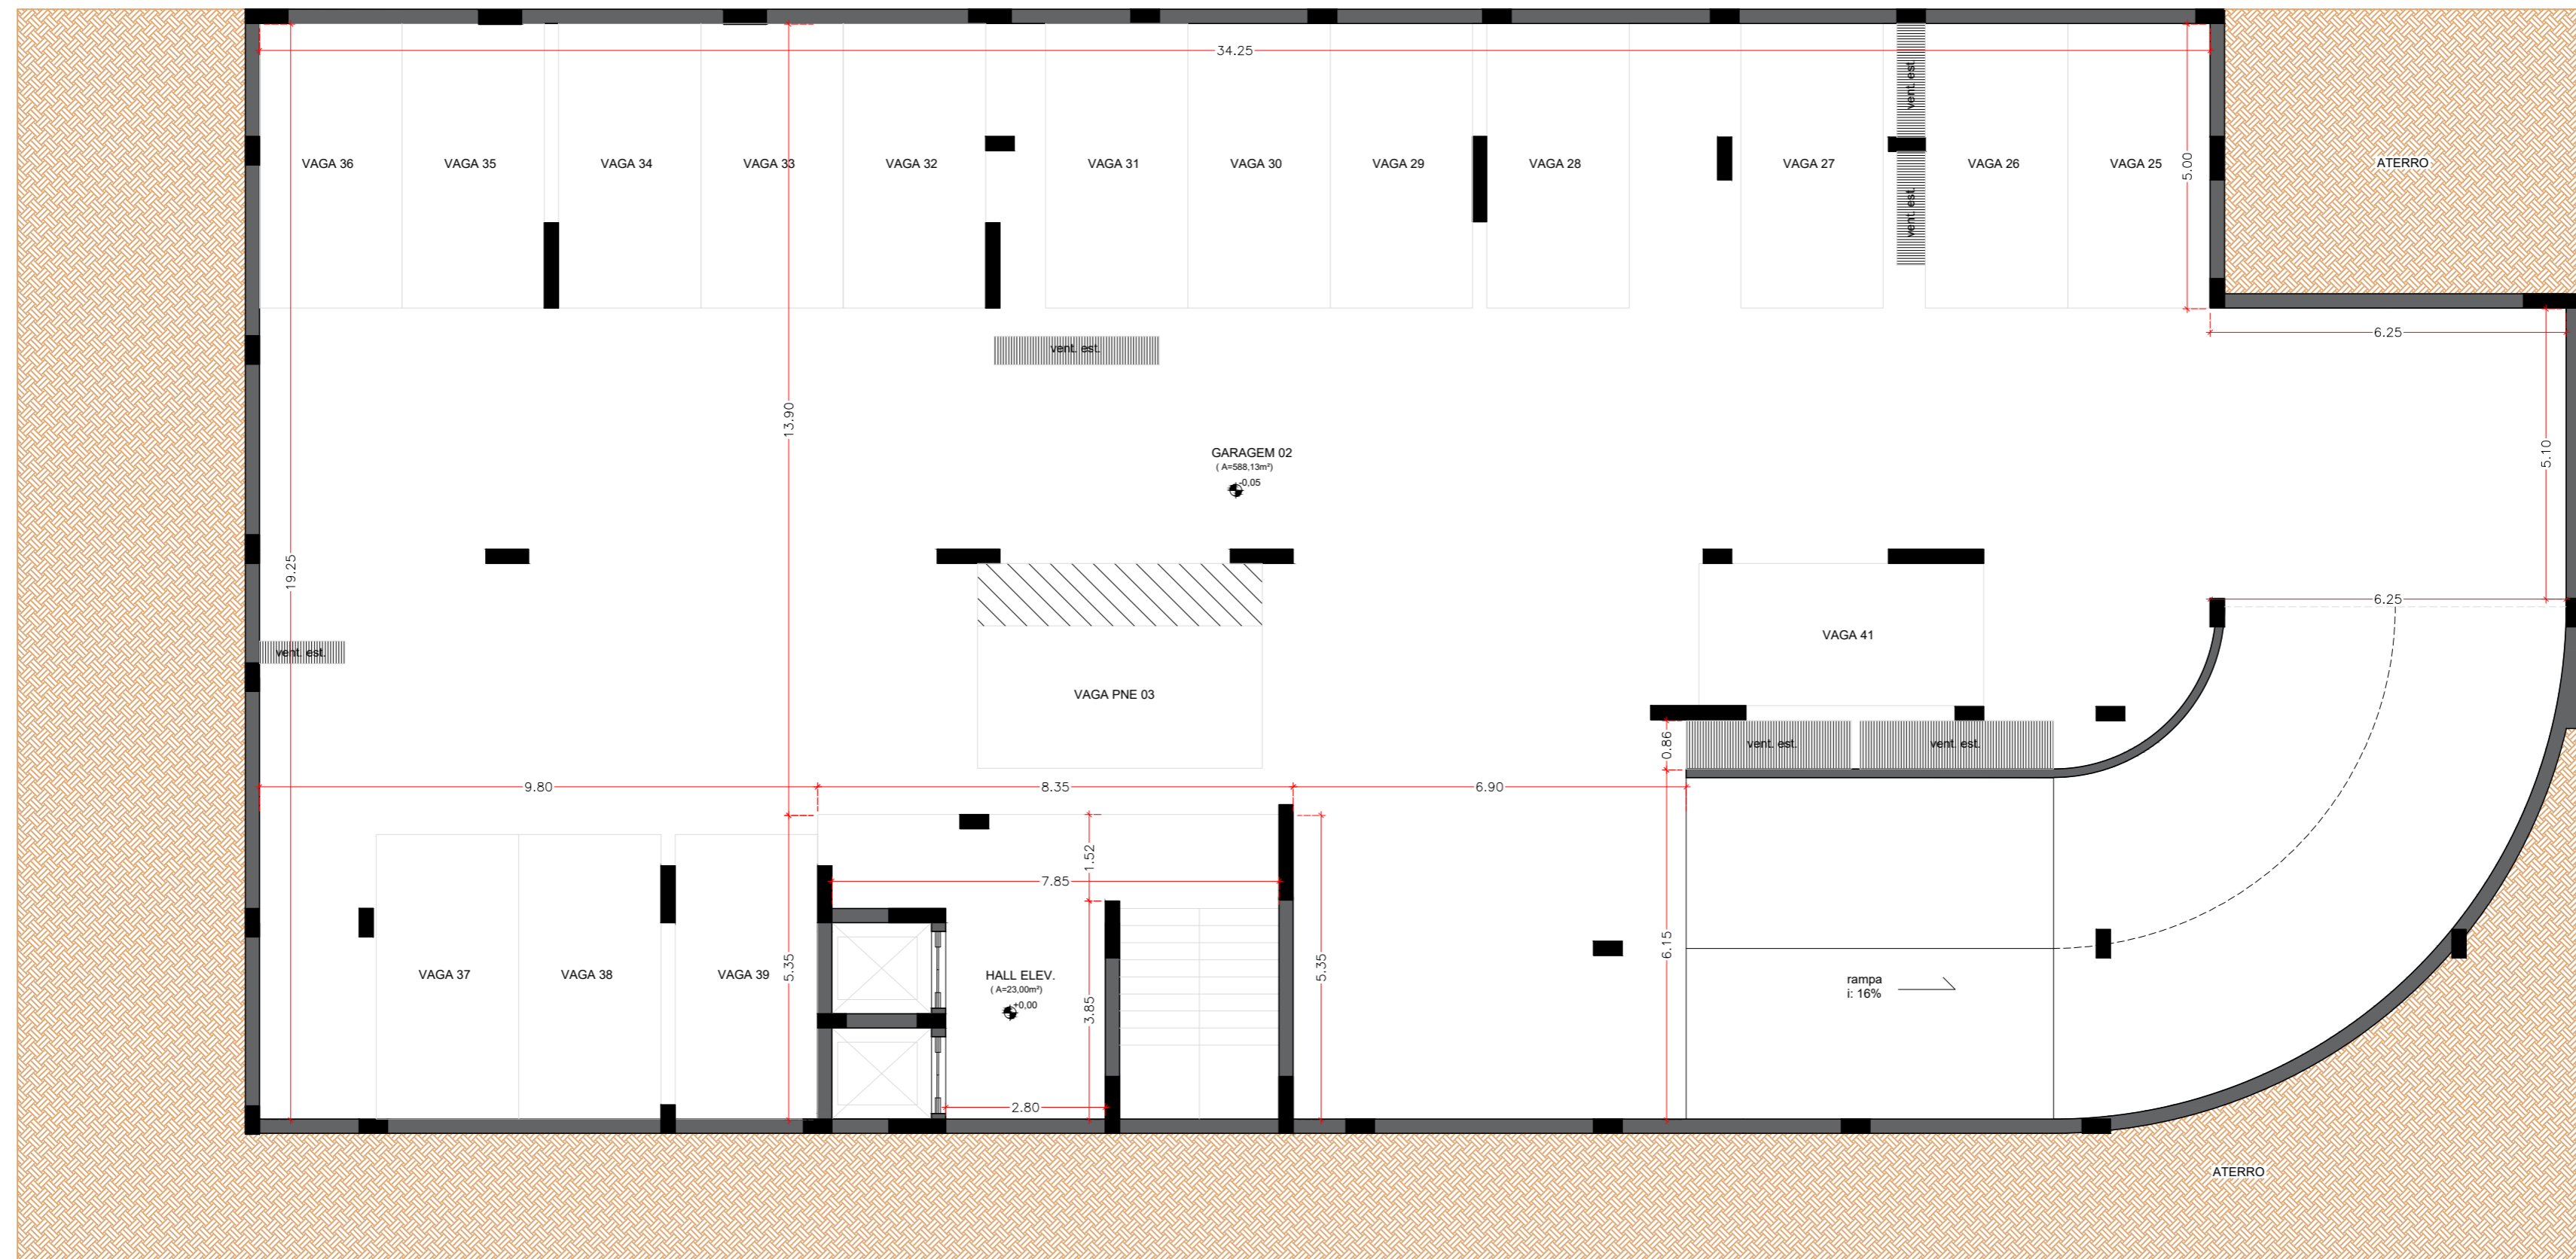 34.25
vent. est.
VAGA 36
VAGA 35
VAGA 34
VAGA 33
VAGA 32
VAGA 31
VAGA 30
VAGA 29
VAGA 28
VAGA 27
VAGA 26
VAGA 25
5.00
ATERRO
vent. est.
6.25
vent. est.
13.90
GARAGEM 02
( A=588,13m²)
-0,05
5.10
19.25
6.25
VAGA 41
vent. est.
VAGA PNE 03
0.86
vent. est.
vent. est.
9.80
8.35
6.90
1.52
7.85
6.15
VAGA 37
VAGA 38
VAGA 39
5.35
HALL ELEV.
( A=23,00m²)
+0,00
5.35
3.85
rampa
i: 16%
2.80
ATERRO